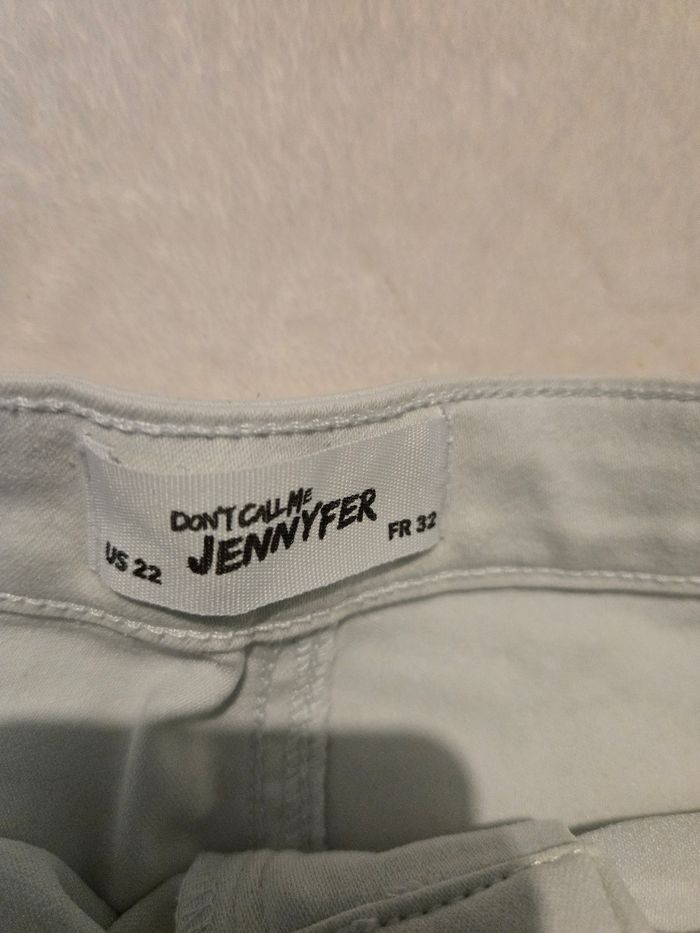 DON'T CALL ME
JENNYFER
US 22
FR 32